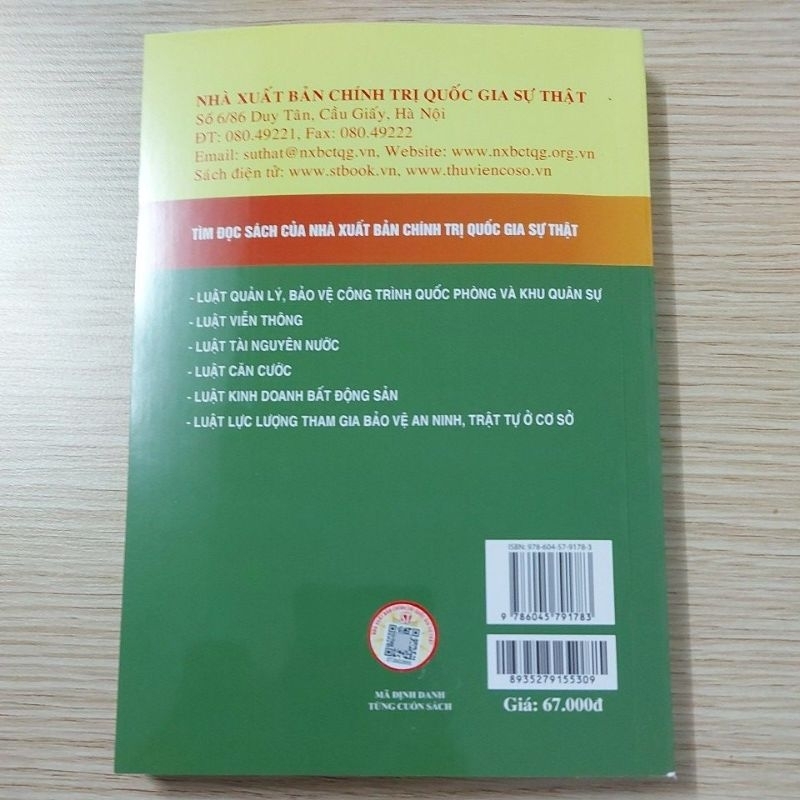 NHÀ XUẤT BẢN CHÍNH TRỊ QUỐC GIA SỰ THẬT
Số 6/86 Duy Tân, Cầu Giấy, Hà Nội
ĐT: 080.49221, Fax: 080.49222
Email: suthat@nxbctqg.vn, Website: www.nxbctqg.org.vn
Sách điện tử: www.stbook.vn, www.thuviencoso.vn
TÌM ĐỌC SÁCH CỦA NHÀ XUẤT BẢN CHÍNH TRỊ QUỐC GIA SỰ THẬT
- LUẬT QUẢN LÝ, BẢO VỆ CÔNG TRÌNH QUỐC PHÒNG VÀ KHU QUÂN SỰ
- LUẬT VIỄN THÔNG
- LUẬT TÀI NGUYÊN NƯỚC
- LUẬT CĂN CƯỚC
- LUẬT KINH DOANH BẤT ĐỘNG SẢN
- LUẬT LỰC LƯỢNG THAM GIA BẢO VỆ AN NINH, TRẬT TỰ Ở CƠ SỞ
ISBN: 978-604-57-9178-3
9 786045 791783
8935279155309
Giá: 67.000đ
MÃ ĐỊNH DANH
TỪNG CUỐN SÁCH